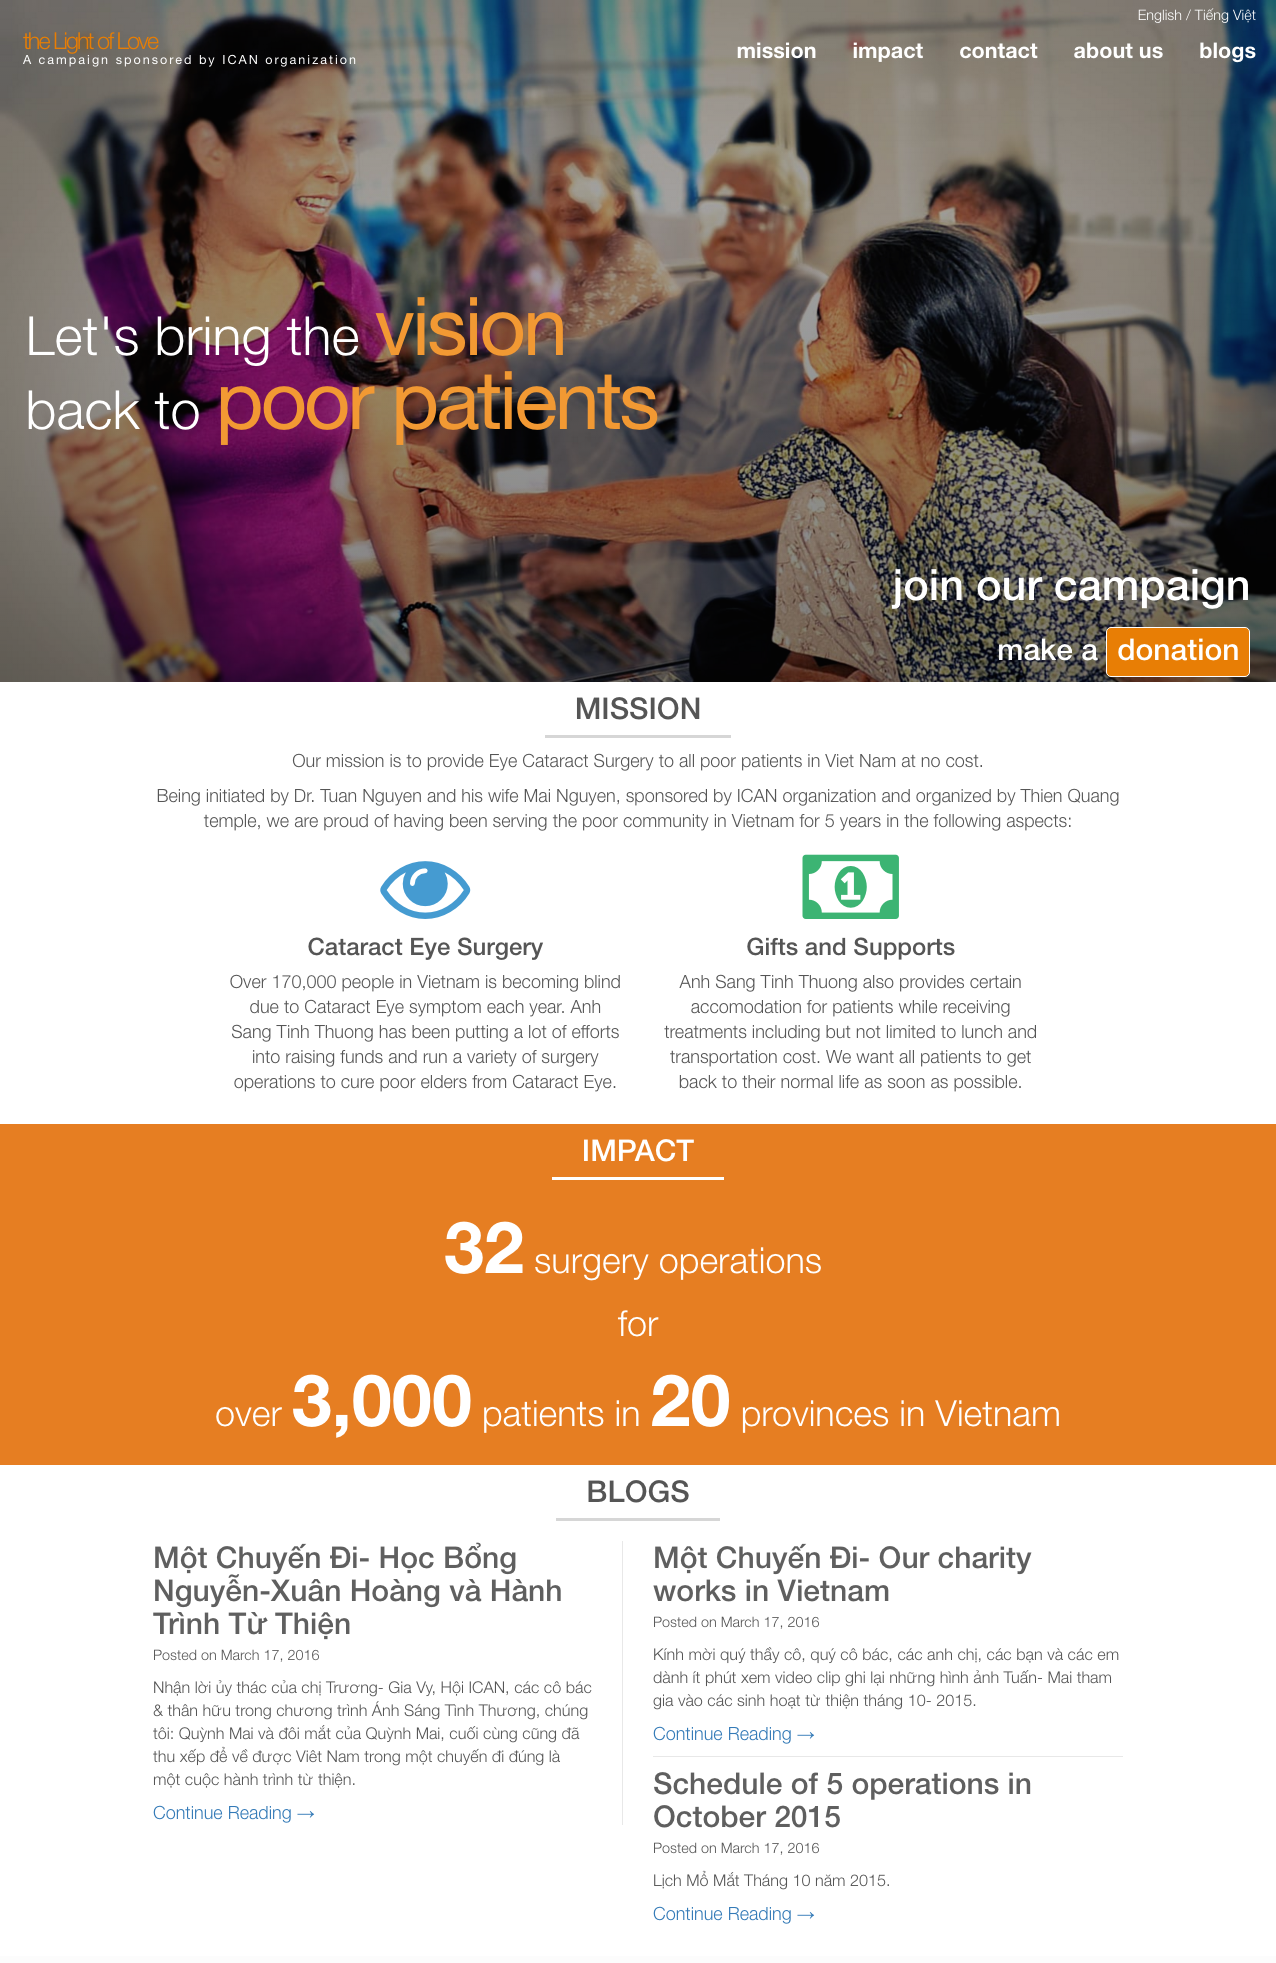 English / Tiếng Việt
the Light of Love
A campaign sponsored by ICAN organization
mission impact contact about us blogs
Let's bring the vision
back to poor patients
join our campaign
make a donation
MISSION
Our mission is to provide Eye Cataract Surgery to all poor patients in Viet Nam at no cost.
Being initiated by Dr. Tuan Nguyen and his wife Mai Nguyen, sponsored by ICAN organization and organized by Thien Quang
temple, we are proud of having been serving the poor community in Vietnam for 5 years in the following aspects:
1
Cataract Eye Surgery
Over 170,000 people in Vietnam is becoming blind
due to Cataract Eye symptom each year. Anh
Sang Tinh Thuong has been putting a lot of efforts
into raising funds and run a variety of surgery
operations to cure poor elders from Cataract Eye.
Gifts and Supports
Anh Sang Tinh Thuong also provides certain
accomodation for patients while receiving
treatments including but not limited to lunch and
transportation cost. We want all patients to get
back to their normal life as soon as possible.
IMPACT
32 surgery operations
for
over 3,000 patients in 20 provinces in Vietnam
BLOGS
Một Chuyến Đi- Học Bổng
Nguyễn-Xuân Hoàng và Hành
Trình Từ Thiện
Posted on March 17, 2016
Nhận lời ủy thác của chị Trương- Gia Vy, Hội ICAN, các cô bác
& thân hữu trong chương trình Ánh Sáng Tình Thương, chúng
tôi: Quỳnh Mai và đôi mắt của Quỳnh Mai, cuối cùng cũng đã
thu xếp để về được Việt Nam trong một chuyến đi đúng là
một cuộc hành trình từ thiện.
Continue Reading →
Một Chuyến Đi- Our charity
works in Vietnam
Posted on March 17, 2016
Kính mời quý thầy cô, quý cô bác, các anh chị, các bạn và các em
dành ít phút xem video clip ghi lại những hình ảnh Tuấn- Mai tham
gia vào các sinh hoạt từ thiện tháng 10- 2015.
Continue Reading →
Schedule of 5 operations in
October 2015
Posted on March 17, 2016
Lịch Mổ Mắt Tháng 10 năm 2015.
Continue Reading →